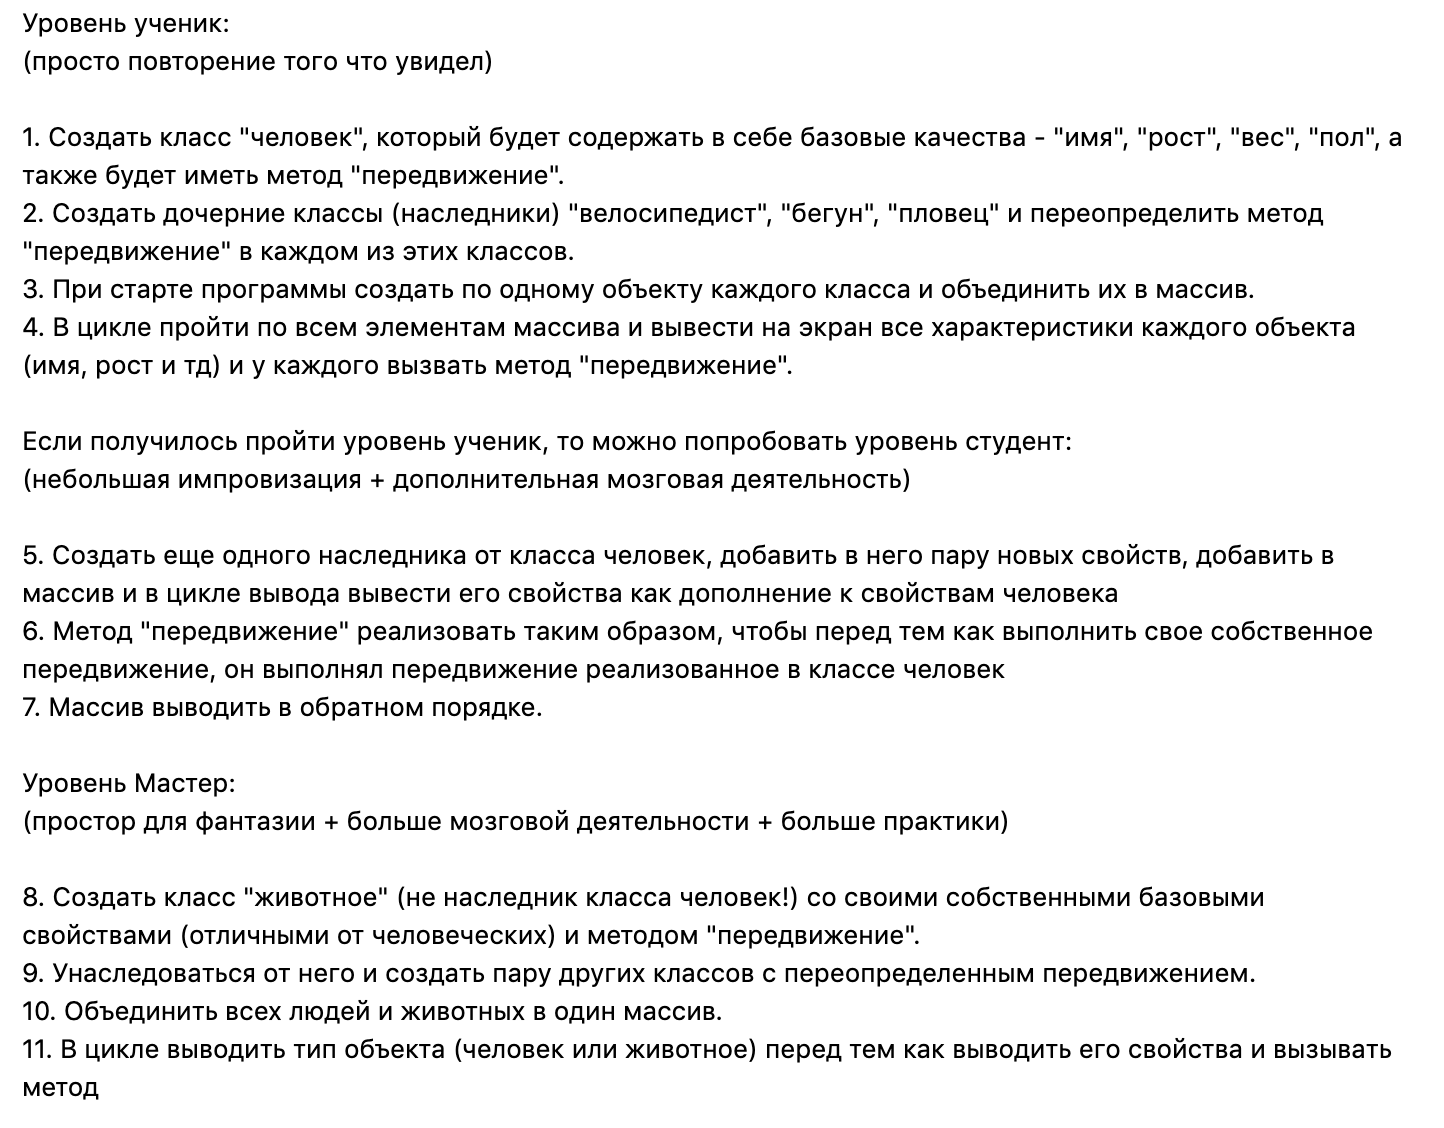 Уровень ученик:
(просто повторение того что увидел)
1. Создать класс "человек", который будет содержать в себе базовые качества - "имя", "рост", "вес", "пол", а
также будет иметь метод "передвижение".
2. Создать дочерние классы (наследники) "велосипедист", "бегун", "пловец" и переопределить метод
"передвижение" в каждом из этих классов.
3. При старте программы создать по одному объекту каждого класса и объединить их в массив.
4. В цикле пройти по всем элементам массива и вывести на экран все характеристики каждого объекта
(имя, рост и тд) и у каждого вызвать метод "передвижение".
Если получилось пройти уровень ученик, то можно попробовать уровень студент:
(небольшая импровизация + дополнительная мозговая деятельность)
5. Создать еще одного наследника от класса человек, добавить в него пару новых свойств, добавить в
массив и в цикле вывода вывести его свойства как дополнение к свойствам человека
6. Метод "передвижение" реализовать таким образом, чтобы перед тем как выполнить свое собственное
передвижение, он выполнял передвижение реализованное в классе человек
7. Массив выводить в обратном порядке.
Уровень Мастер:
(простор для фантазии + больше мозговой деятельности + больше практики)
8. Создать класс "животное" (не наследник класса человек!) со своими собственными базовыми
свойствами (отличными от человеческих) и методом "передвижение".
9. Унаследоваться от него и создать пару других классов с переопределенным передвижением.
10. Объединить всех людей и животных в один массив.
11. В цикле выводить тип объекта (человек или животное) перед тем как выводить его свойства и вызывать
метод